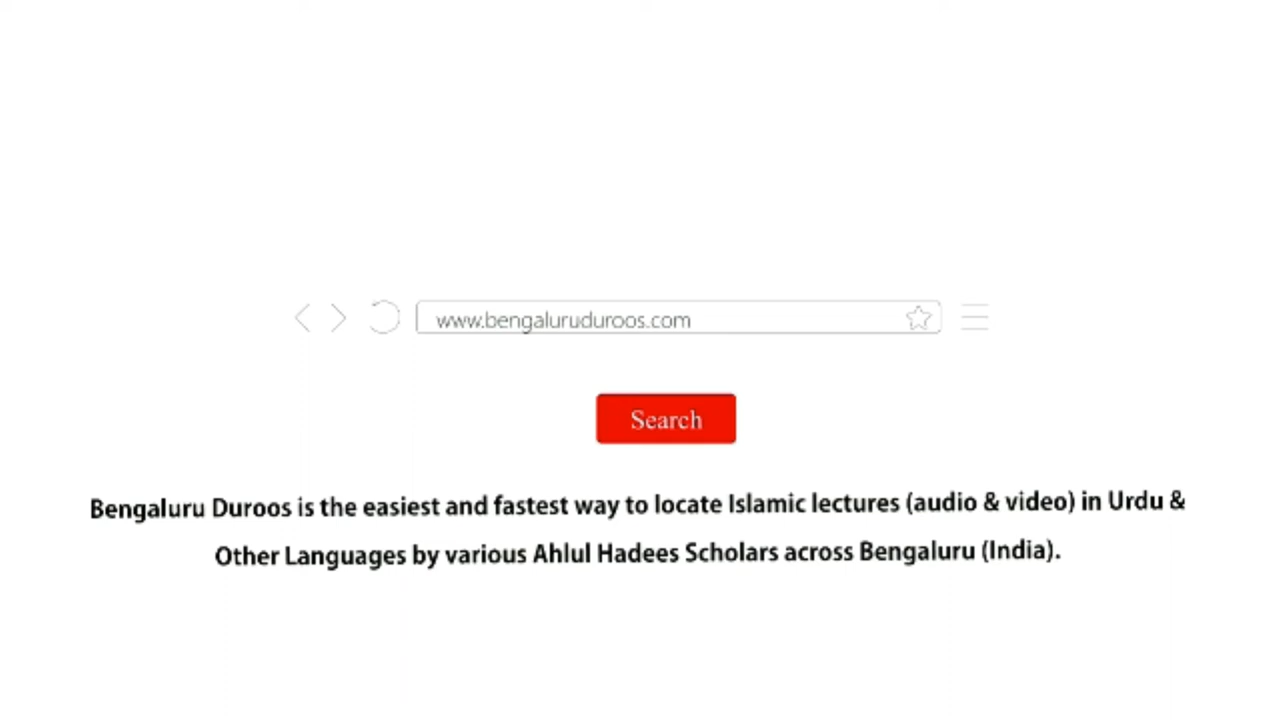 www.bengaluruduroos.com
Search
Bengaluru Duroos is the easiest and fastest way to locate Islamic lectures (audio & video) in Urdu &
Other Languages by various Ahlul Hadees Scholars across Bengaluru (India).